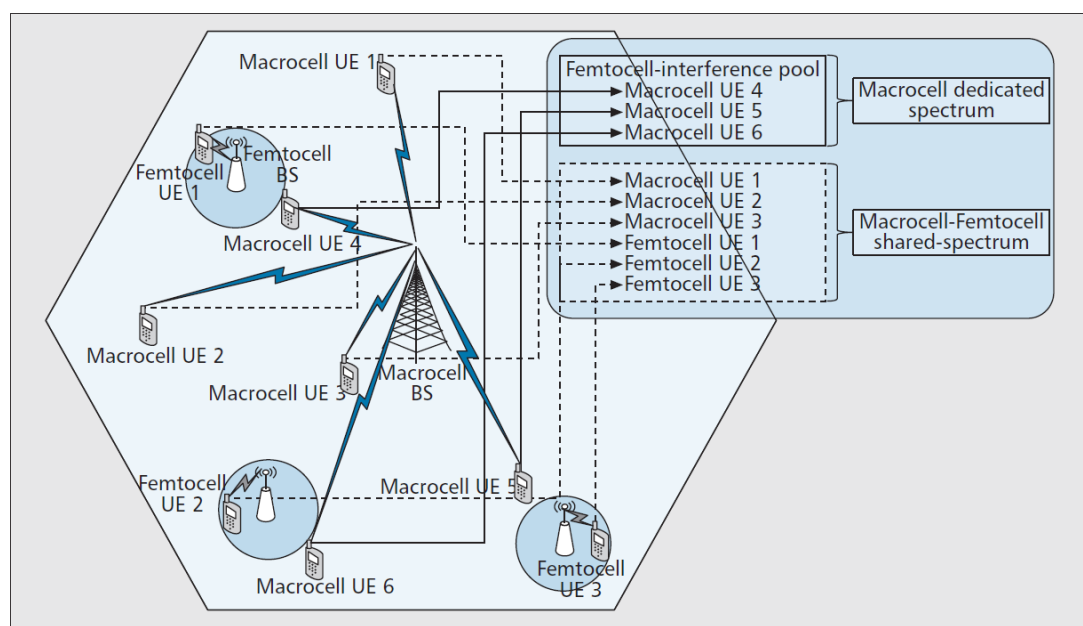 Macrocell UE 1
Femtocell-interference pool
Macrocell UE 4
Macrocell UE 5
Macrocell UE 6
Macrocell dedicated
spectrum
Femtocell
UE 1
Femtocell
BS
Macrocell UE 4
Macrocell UE 1
Macrocell UE 2
Macrocell UE 3
Femtocell UE 1
Femtocell UE 2
Femtocell UE 3
Macrocell-Femtocell
shared-spectrum
Macrocell UE 2
Macrocell UE 3
Macrocell
BS
Femtocell
UE 2
Macrocell UE 5
Macrocell UE 6
Femtocell
UE 3